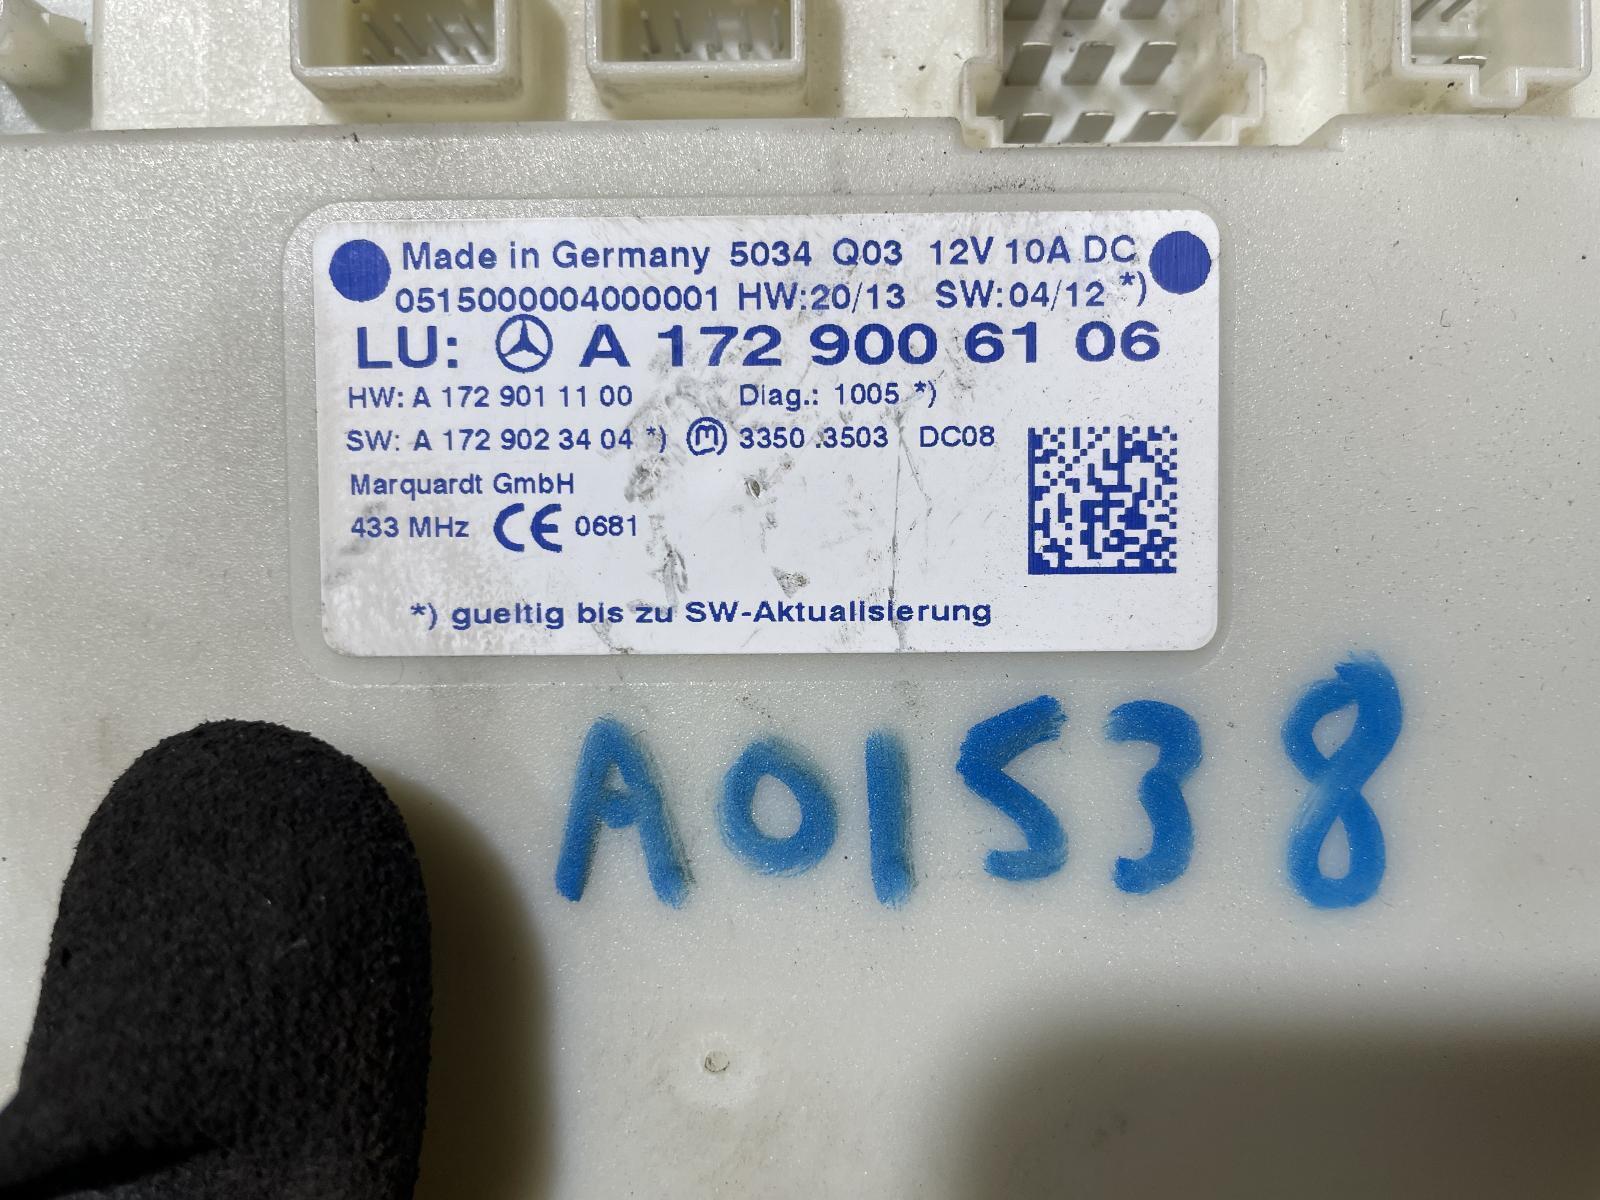 Made in Germany 5034 Q03 12V 10A DC
0515000004000001 HW:20/13 SW:04/12 *)
LU: A 172 900 61 06
HW: A 172 901 11 00 Diag.: 1005 *)
SW: A 172 902 34 04 *) m 3350.3503 DC08
Marquardt GmbH
433 MHz CE 0681
*) gueltig bis zu SW-Aktualisierung
A01538